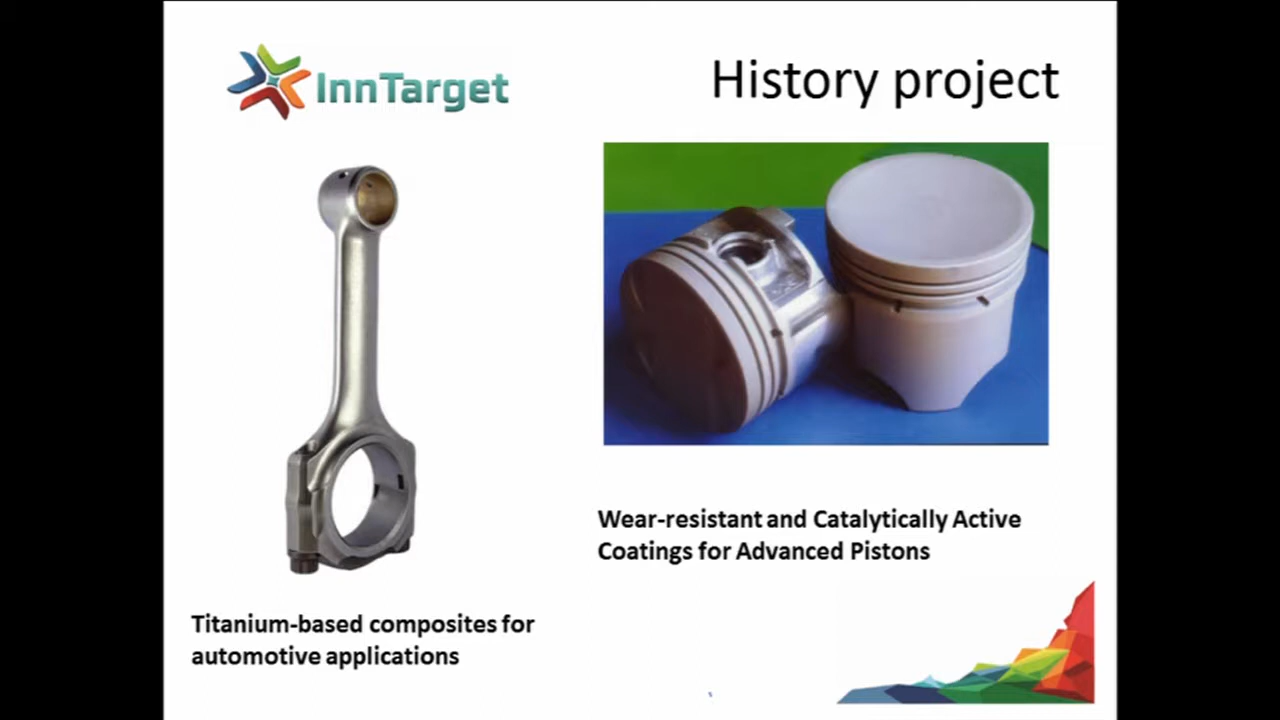 InnTarget
History project
Wear-resistant and Catalytically Active
Coatings for Advanced Pistons
Titanium-based composites for
automotive applications